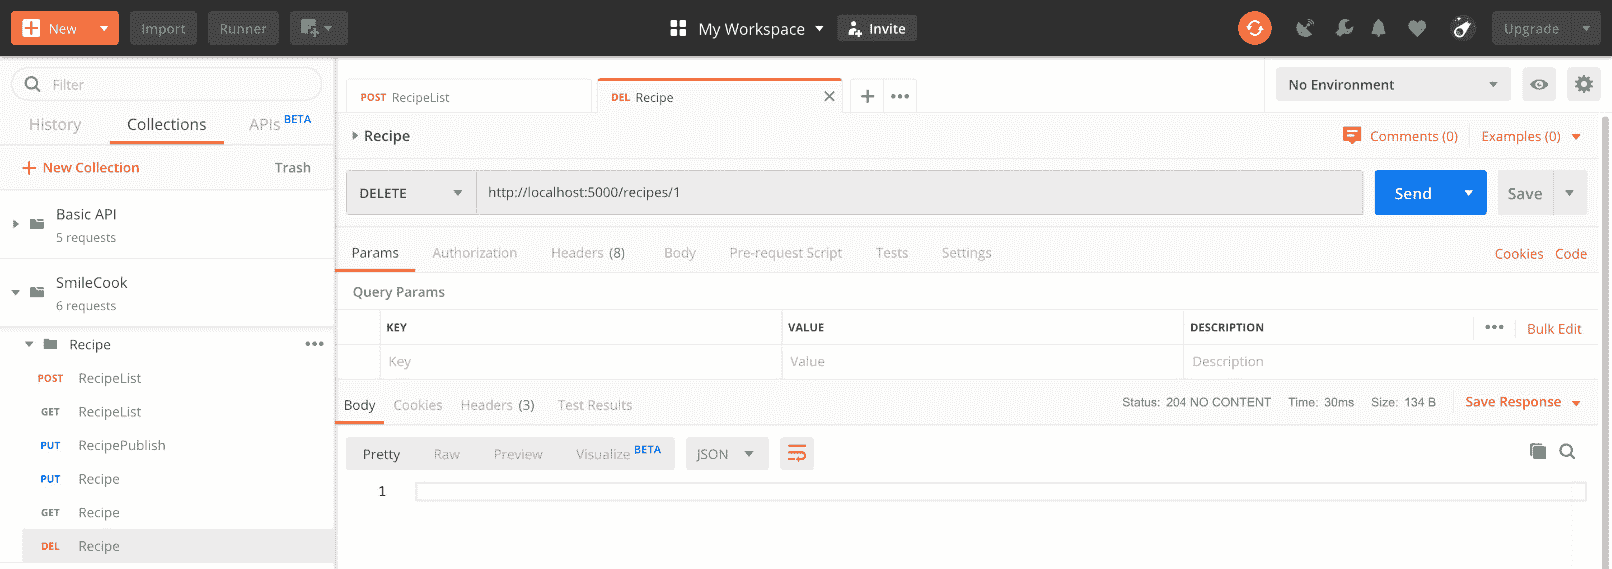 New Import Runner My Workspace Invite Upgrade
Filter
History Collections APIs BETA
New Collection Trash
Basic API
5 requests
SmileCook
6 requests
Recipe
POST RecipeList
GET RecipeList
PUT RecipePublish
PUT Recipe
GET Recipe
DEL Recipe
POST RecipeList DEL Recipe No Environment
Recipe Comments (0) Examples (0)
DELETE http://localhost:5000/recipes/1 Send Save
Params Authorization Headers (8) Body Pre-request Script Tests Settings Cookies Code
Query Params
KEY VALUE DESCRIPTION Bulk Edit
Key Value Description
Body Cookies Headers (3) Test Results Status: 204 NO CONTENT Time: 30ms Size: 134 B Save Response
Pretty Raw Preview Visualize BETA JSON
1